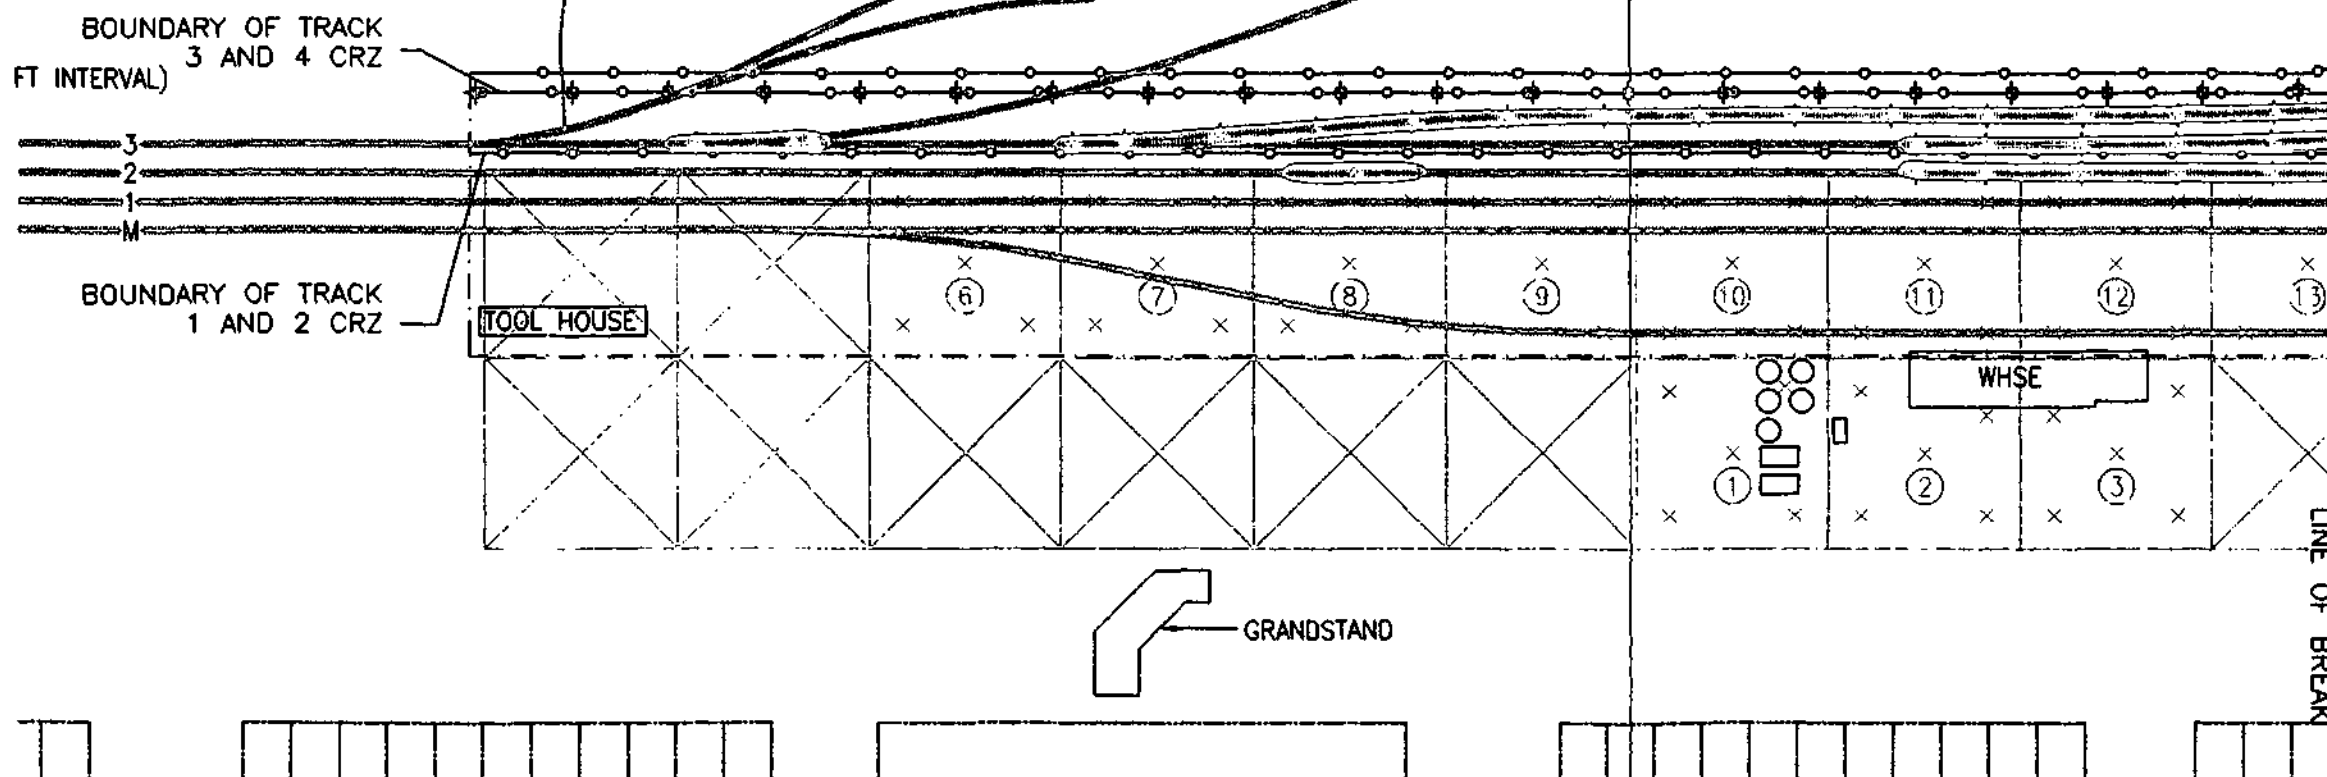 BOUNDARY OF TRACK
3 AND 4 CRZ
FT INTERVAL)
3
2
1
M
BOUNDARY OF TRACK
1 AND 2 CRZ
TOOL HOUSE
6
7
8
9
10
11
12
13
WHSE
1
2
3
GRANDSTAND
LINE OF BREAK